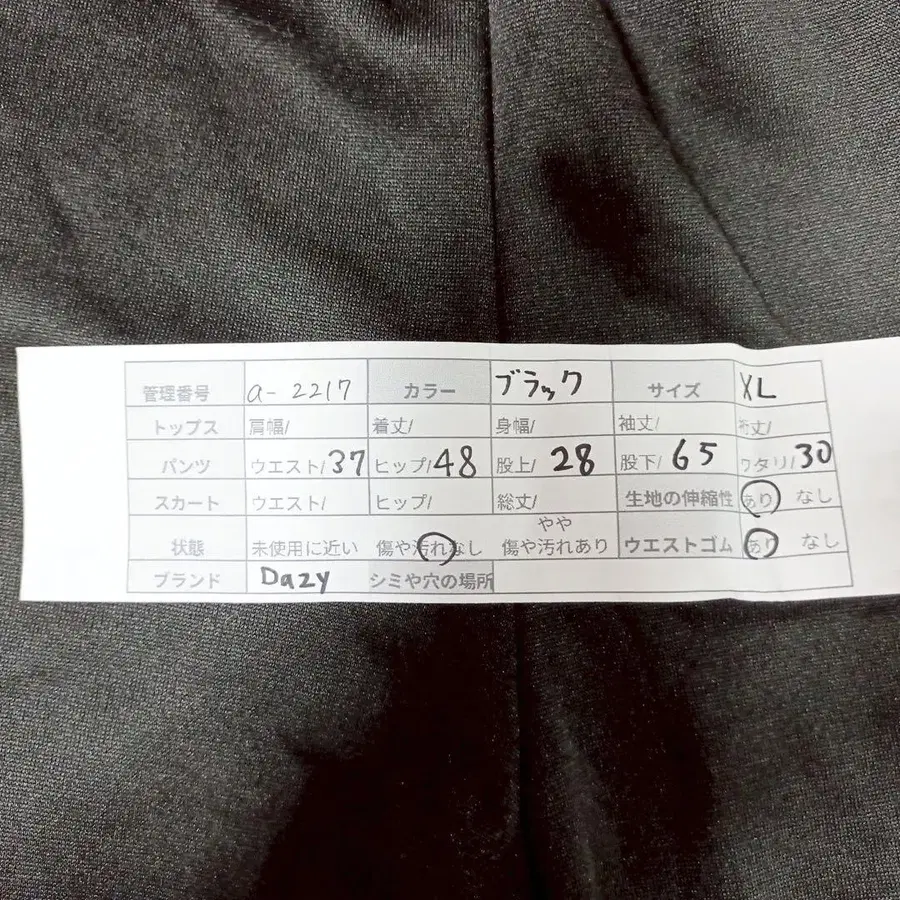 管理番号 a-2217 カラー ブラック サイズ XL
トップス 肩幅/ 着丈/ 身幅/ 袖丈/ 裄丈/
パンツ ウエスト/37 ヒップ/48 股上/28 股下/65 ワタリ/30
スカート ウエスト/ ヒップ/ 総丈/ 生地の伸縮性 あり なし
状態 未使用に近い 傷や汚れなし やや傷や汚れあり ウエストゴム あり なし
ブランド Dazy シミや穴の場所